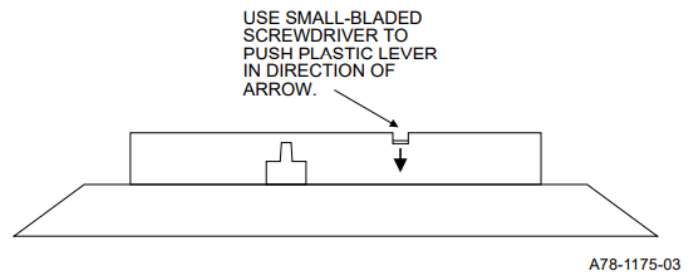 USE SMALL-BLADED
SCREWDRIVER TO
PUSH PLASTIC LEVER
IN DIRECTION OF
ARROW.
A78-1175-03